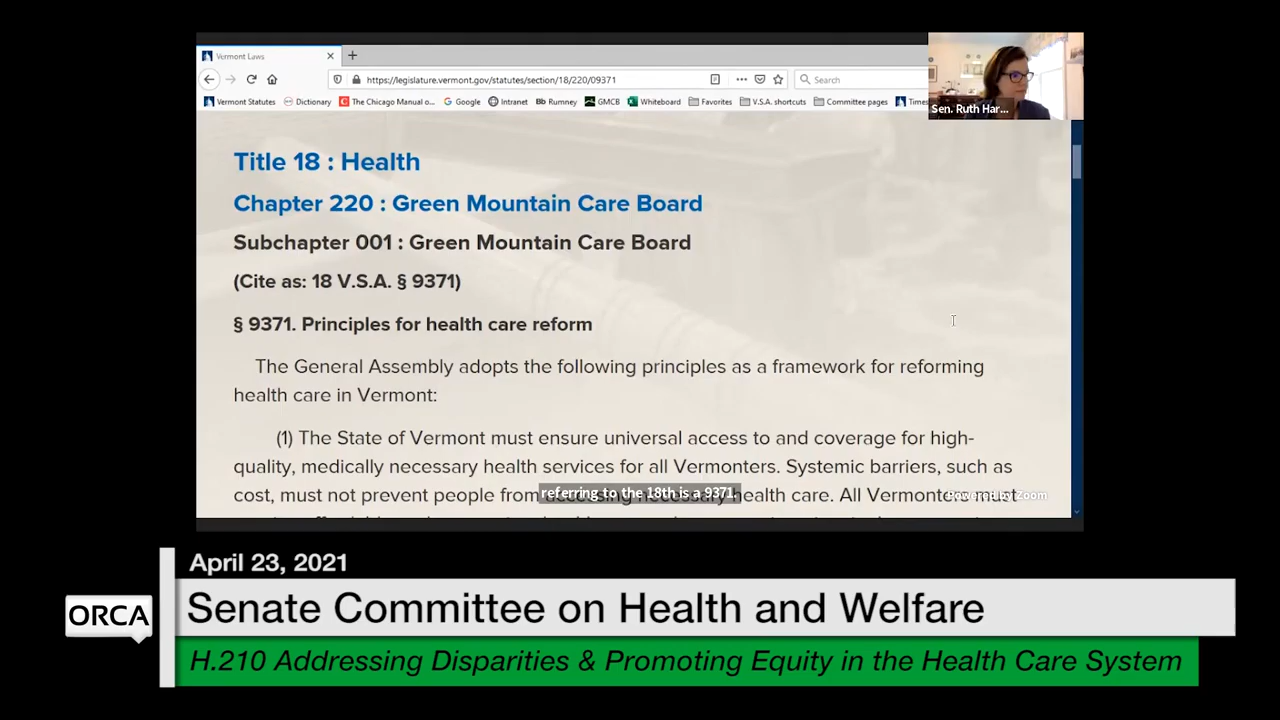 Vermont Laws
https://legislature.vermont.gov/statutes/section/18/220/09371
Search
Vermont Statutes
Dictionary
The Chicago Manual o...
Google
Intranet
Bb Rumney
GMCB
Whiteboard
Favorites
V.S.A. shortcuts
Committee pages
Times
Sen. Ruth Har...
Title 18 : Health
Chapter 220 : Green Mountain Care Board
Subchapter 001 : Green Mountain Care Board
(Cite as: 18 V.S.A. § 9371)
§ 9371. Principles for health care reform
The General Assembly adopts the following principles as a framework for reforming
health care in Vermont:
(1) The State of Vermont must ensure universal access to and coverage for high-
quality, medically necessary health services for all Vermonters. Systemic barriers, such as
cost, must not prevent people from accessing necessary health care. All Vermonters must
referring to the 18th is a 9371.
Powered by Zoom
April 23, 2021
ORCA
Senate Committee on Health and Welfare
H.210 Addressing Disparities & Promoting Equity in the Health Care System